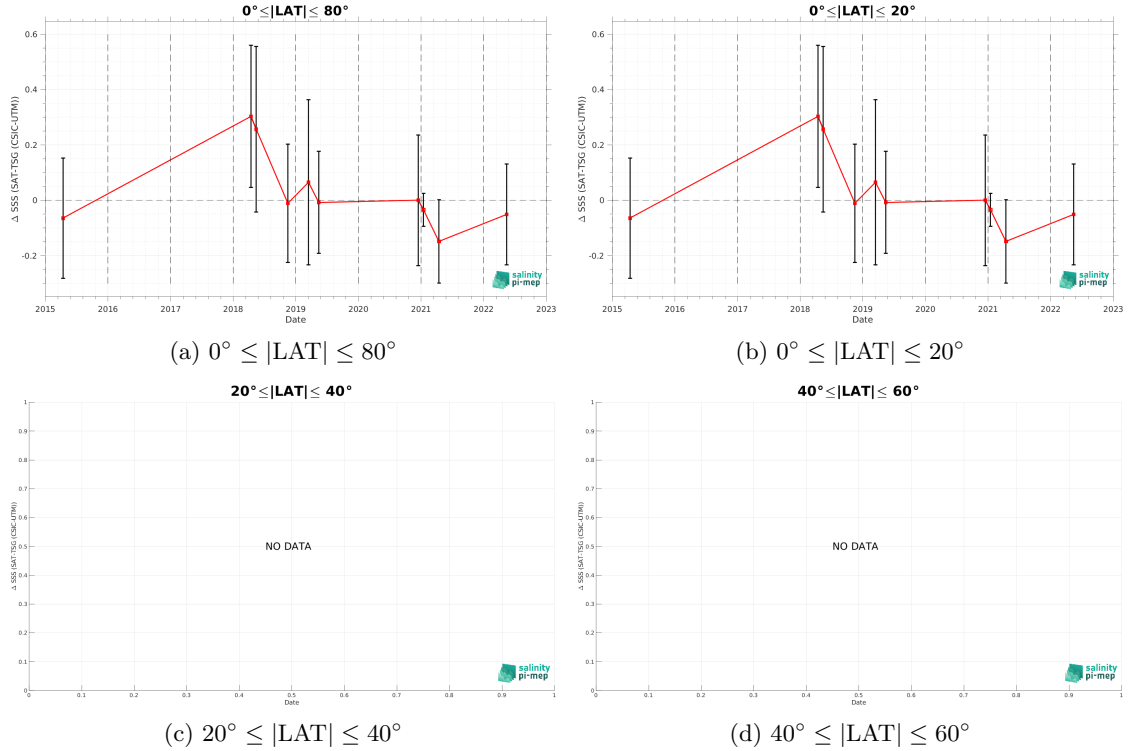 0°≤|LAT|≤ 80°
Δ SSS (SAT-TSG (CSIC-UTM))
0.6
0.4
0.2
0
-0.2
2015 2016 2017 2018 2019 2020 2021 2022 2023
Date
salinity
pi-mep
(a) 0° ≤ |LAT| ≤ 80°
0°≤|LAT|≤ 20°
Δ SSS (SAT-TSG (CSIC-UTM))
0.6
0.4
0.2
0
-0.2
2015 2016 2017 2018 2019 2020 2021 2022 2023
Date
salinity
pi-mep
(b) 0° ≤ |LAT| ≤ 20°
20°≤|LAT|≤ 40°
Δ SSS (SAT-TSG (CSIC-UTM))
1
0.9
0.8
0.7
0.6
0.5
0.4
0.3
0.2
0.1
0
NO DATA
0 0.1 0.2 0.3 0.4 0.5 0.6 0.7 0.8 0.9 1
Date
salinity
pi-mep
(c) 20° ≤ |LAT| ≤ 40°
40°≤|LAT|≤ 60°
Δ SSS (SAT-TSG (CSIC-UTM))
1
0.9
0.8
0.7
0.6
0.5
0.4
0.3
0.2
0.1
0
NO DATA
0 0.1 0.2 0.3 0.4 0.5 0.6 0.7 0.8 0.9 1
Date
salinity
pi-mep
(d) 40° ≤ |LAT| ≤ 60°